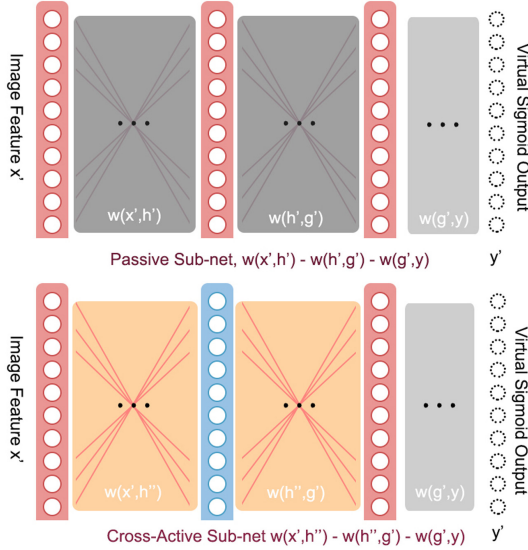 Image Feature x'
w(x',h')
w(h',g')
w(g',y)
Virtual Sigmoid Output
Passive Sub-net, w(x',h') - w(h',g') - w(g',y)
y'
Image Feature x'
w(x',h'')
w(h'',g')
w(g',y)
Virtual Sigmoid Output
Cross-Active Sub-net w(x',h'') - w(h'',g') - w(g',y)
y'